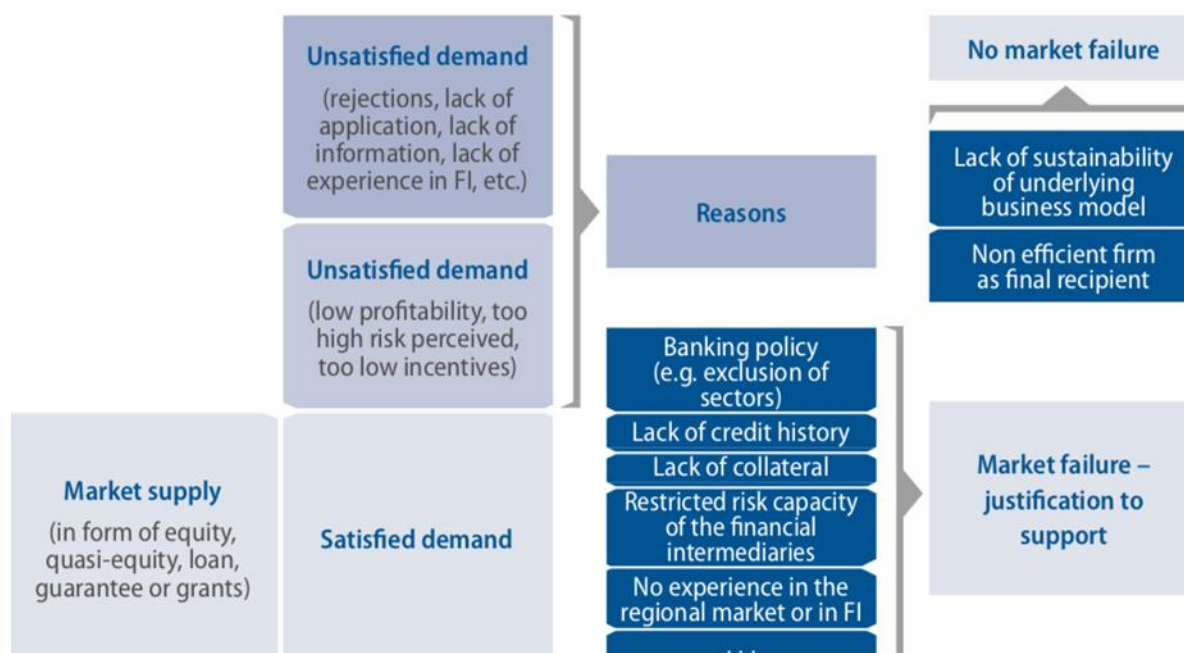 Unsatisfied demand
(rejections, lack of
application, lack of
information, lack of
experience in FI, etc.)
Unsatisfied demand
(low profitability, too
high risk perceived,
too low incentives)
Market supply
(in form of equity,
quasi-equity, loan,
guarantee or grants)
Satisfied demand
Reasons
Banking policy
(e.g. exclusion of
sectors)
Lack of credit history
Lack of collateral
Restricted risk capacity
of the financial
intermediaries
No experience in the
regional market or in FI
No market failure
Lack of sustainability
of underlying
business model
Non efficient firm
as final recipient
Market failure –
justification to
support